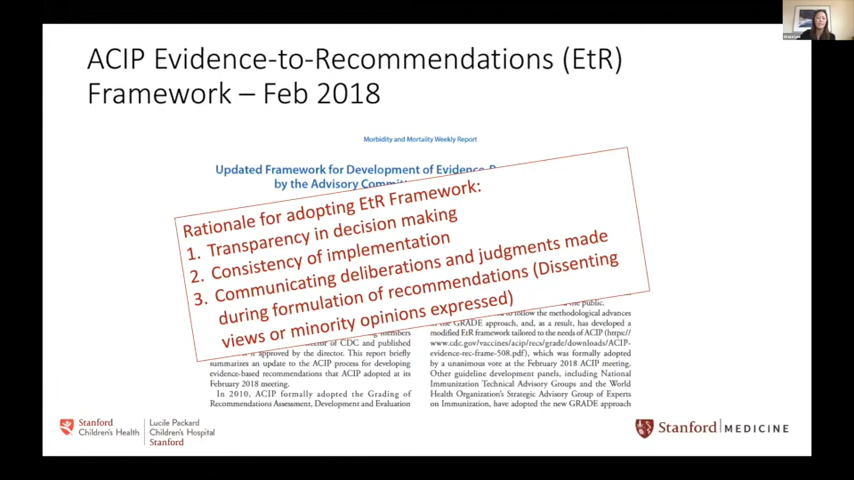 ACIP Evidence-to-Recommendations (EtR)
Framework – Feb 2018
Morbidity and Mortality Weekly Report
Updated Framework for Development of Evidence-B
by the Advisory Commit
Rationale for adopting EtR Framework:
1. Transparency in decision making
2. Consistency of implementation
3. Communicating deliberations and judgments made
during formulation of recommendations (Dissenting
views or minority opinions expressed)
the public.
to follow the methodological advances
GRADE approach, and, as a result, has developed a
members modified EtR framework tailored to the needs of ACIP (https://
ector of CDC and published www.cdc.gov/vaccines/acip/recs/grade/downloads/ACIP-
is approved by the director. This report briefly evidence-rec-frame-508.pdf), which was formally adopted
summarizes an update to the ACIP process for developing by a unanimous vote at the February 2018 ACIP meeting.
evidence-based recommendations that ACIP adopted at its Other guideline development panels, including National
February 2018 meeting. Immunization Technical Advisory Groups and the World
In 2010, ACIP formally adopted the Grading of Health Organization's Strategic Advisory Group of Experts
Recommendations Assessment, Development and Evaluation on Immunization, have adopted the new GRADE approach
Stanford
Children's Health
Lucile Packard
Children's Hospital
Stanford
Stanford MEDICINE